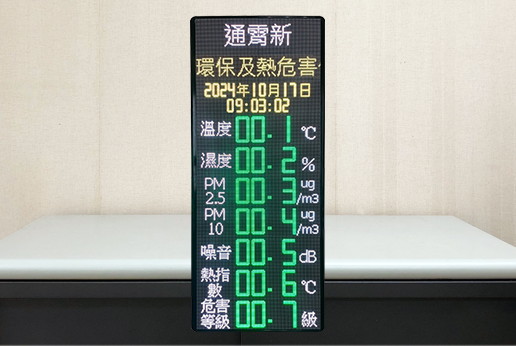 通霄新
環保及熱危害
2024年10月17日
09:03:02
溫度 00.1 ℃
濕度 00.2 %
PM 2.5 00.3 ug/m3
PM 10 00.4 ug/m3
噪音 00.5 dB
熱指數 00.6 ℃
危害等級 00.7 級